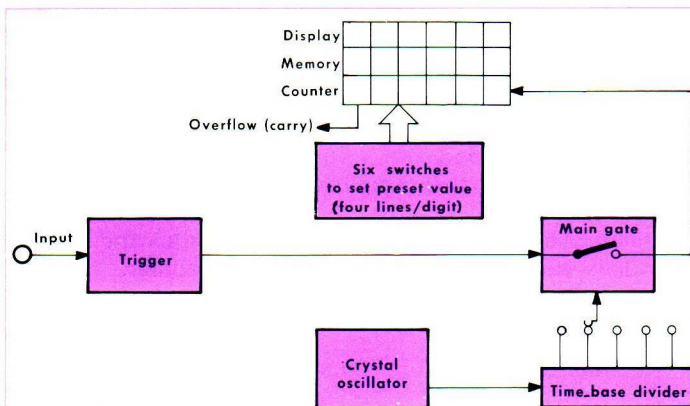 Display
Memory
Counter
Overflow (carry)
Six switches
to set preset value
(four lines/digit)
Input
Trigger
Main gate
Crystal
oscillator
Time_base divider